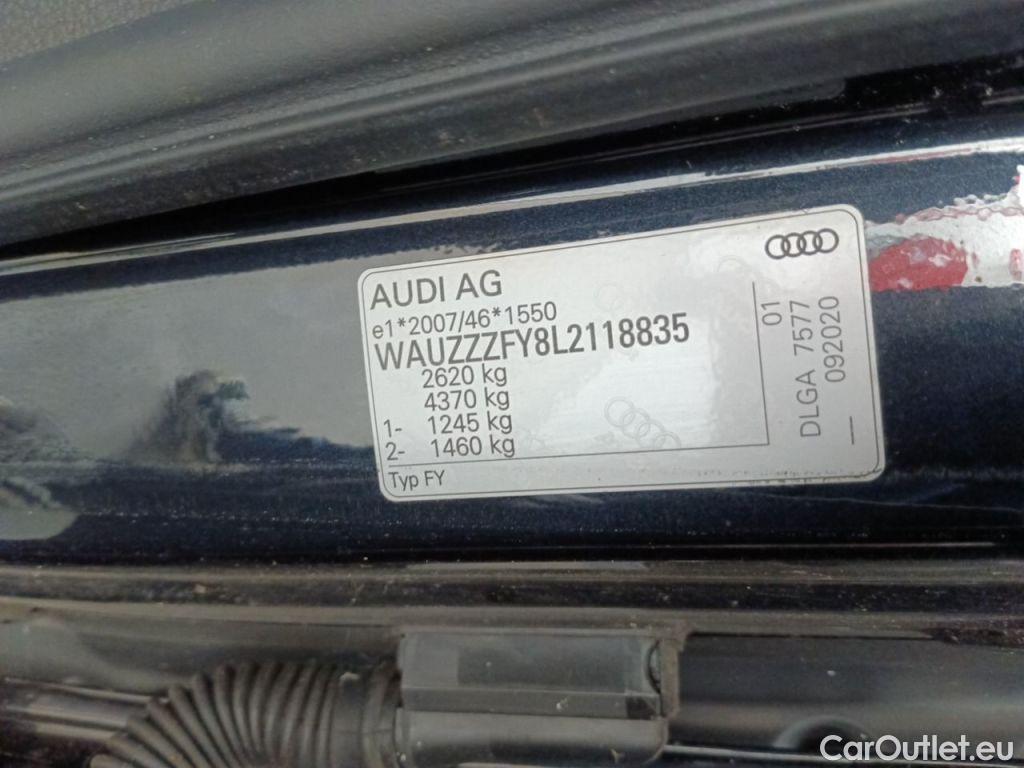 AUDI AG
e1*2007/46*1550
WAUZZZFY8L2118835
2620 kg
4370 kg
1- 1245 kg
2- 1460 kg
Typ FY
01
DLGA 7577
092020
—
CarOutlet.eu